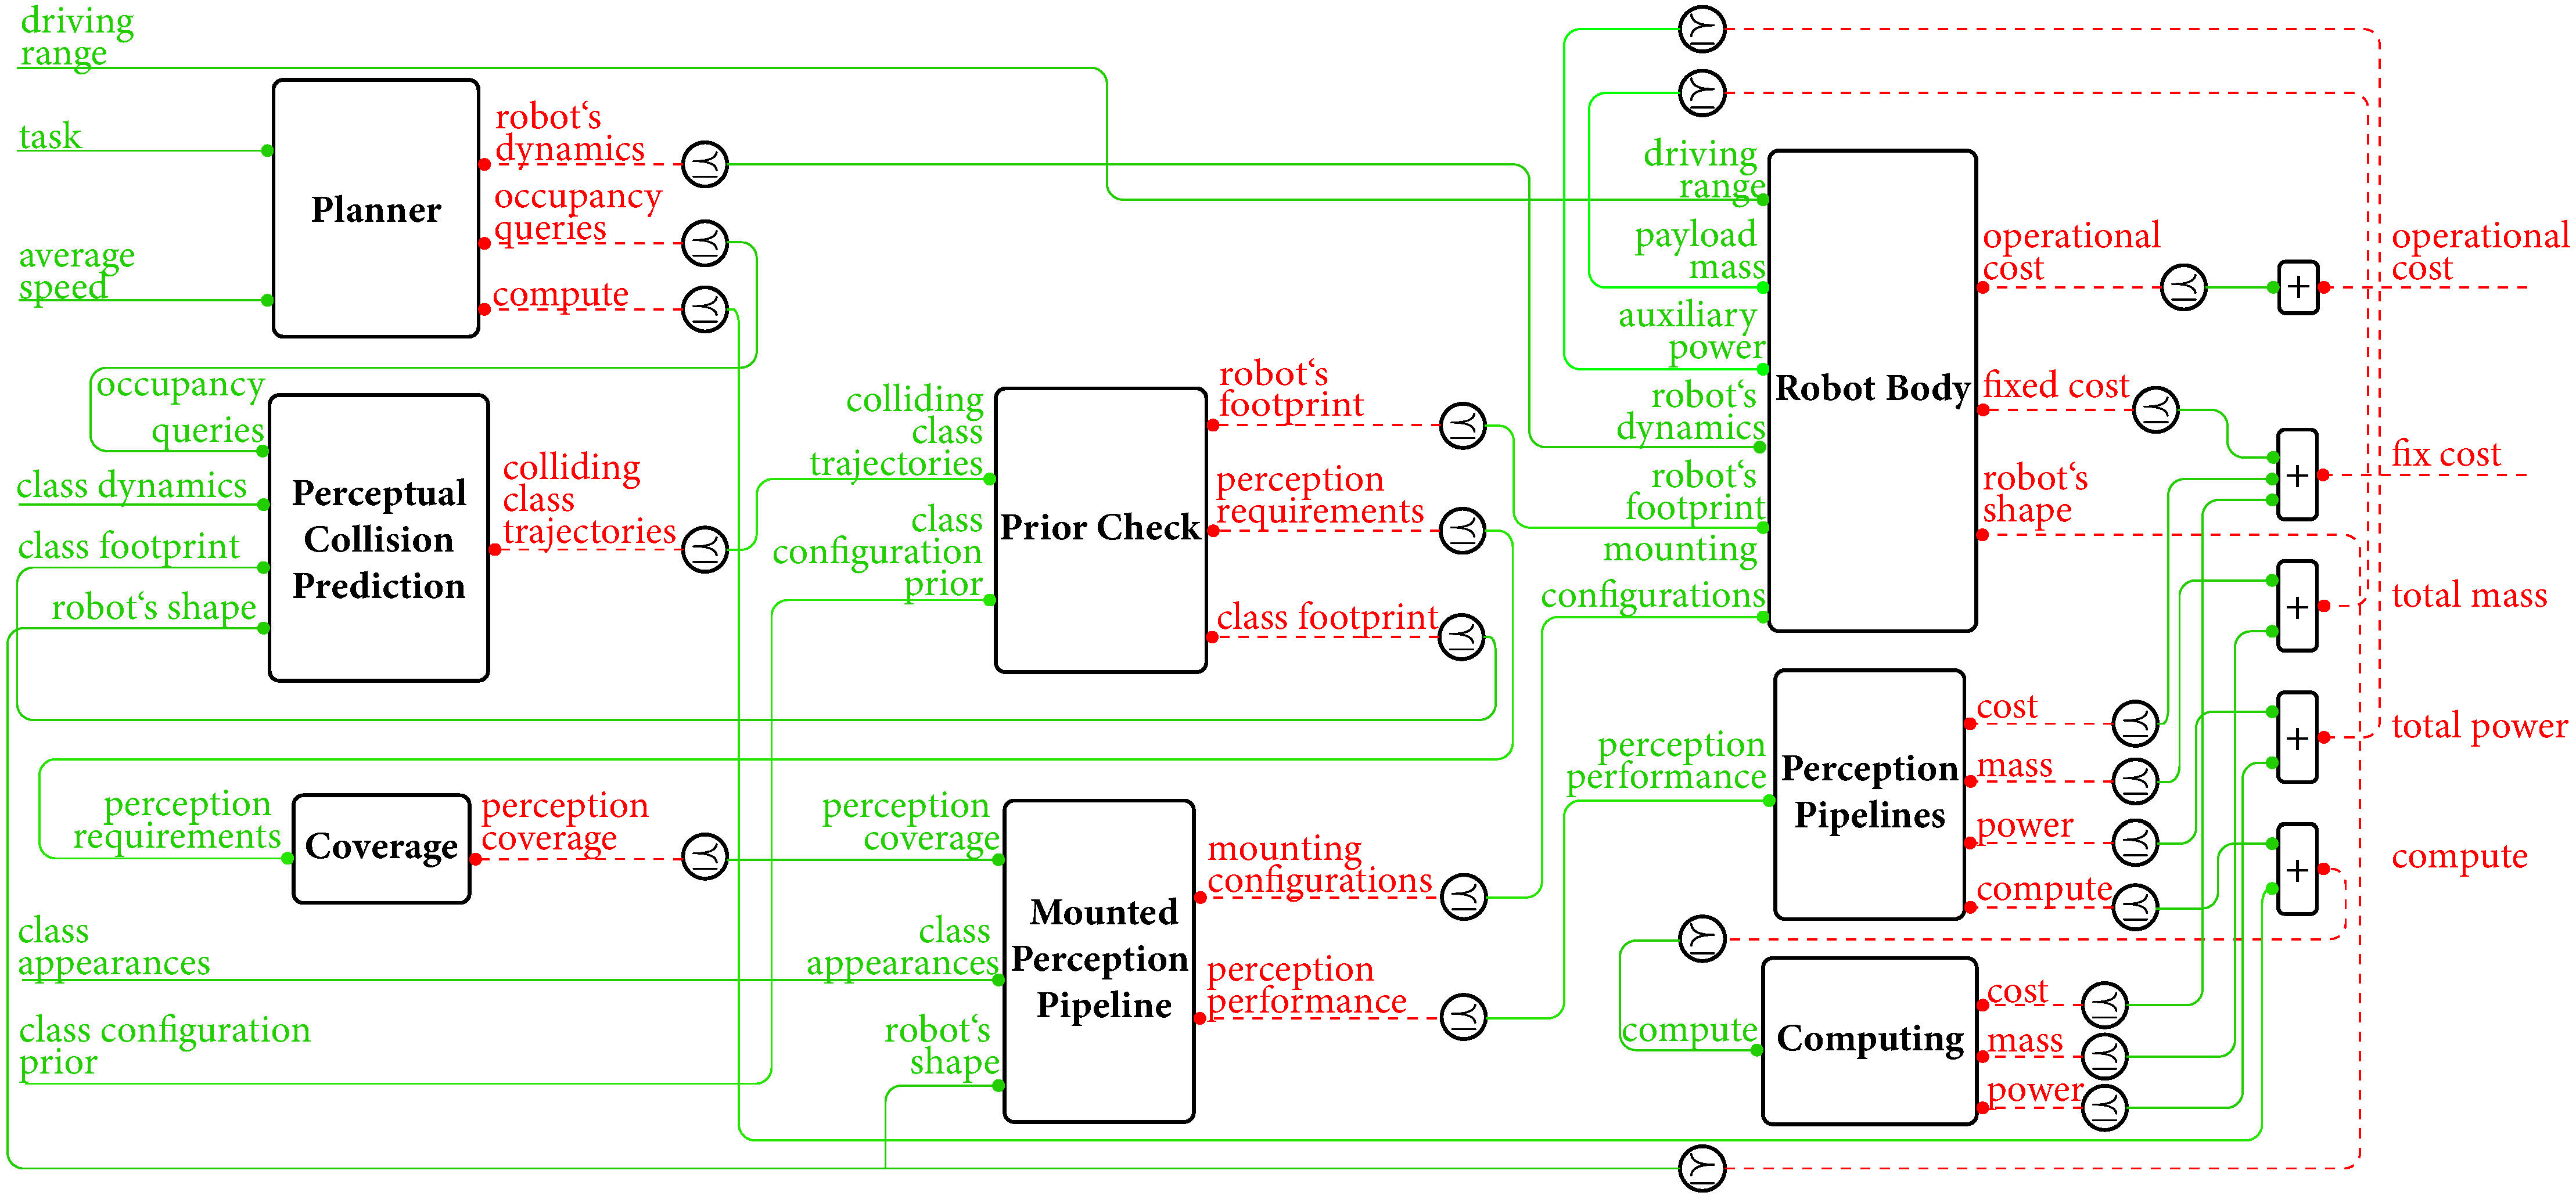 driving
range
task
average
speed
Planner
robot‘s
dynamics
occupancy
queries
compute
occupancy
queries
class dynamics
class footprint
robot‘s shape
Perceptual
Collision
Prediction
colliding
class
trajectories
colliding
class
trajectories
class
configuration
prior
Prior Check
robot‘s
footprint
perception
requirements
class footprint
perception
requirements
Coverage
perception
coverage
class
appearances
class configuration
prior
perception
coverage
class
appearances
robot‘s
shape
Mounted
Perception
Pipeline
mounting
configurations
perception
performance
driving
range
payload
mass
auxiliary
power
robot‘s
dynamics
robot‘s
footprint
mounting
configurations
Robot Body
operational
cost
fixed cost
robot‘s
shape
perception
performance
Perception
Pipelines
cost
mass
power
compute
compute
Computing
cost
mass
power
+
+
+
+
+
operational
cost
fix cost
total mass
total power
compute